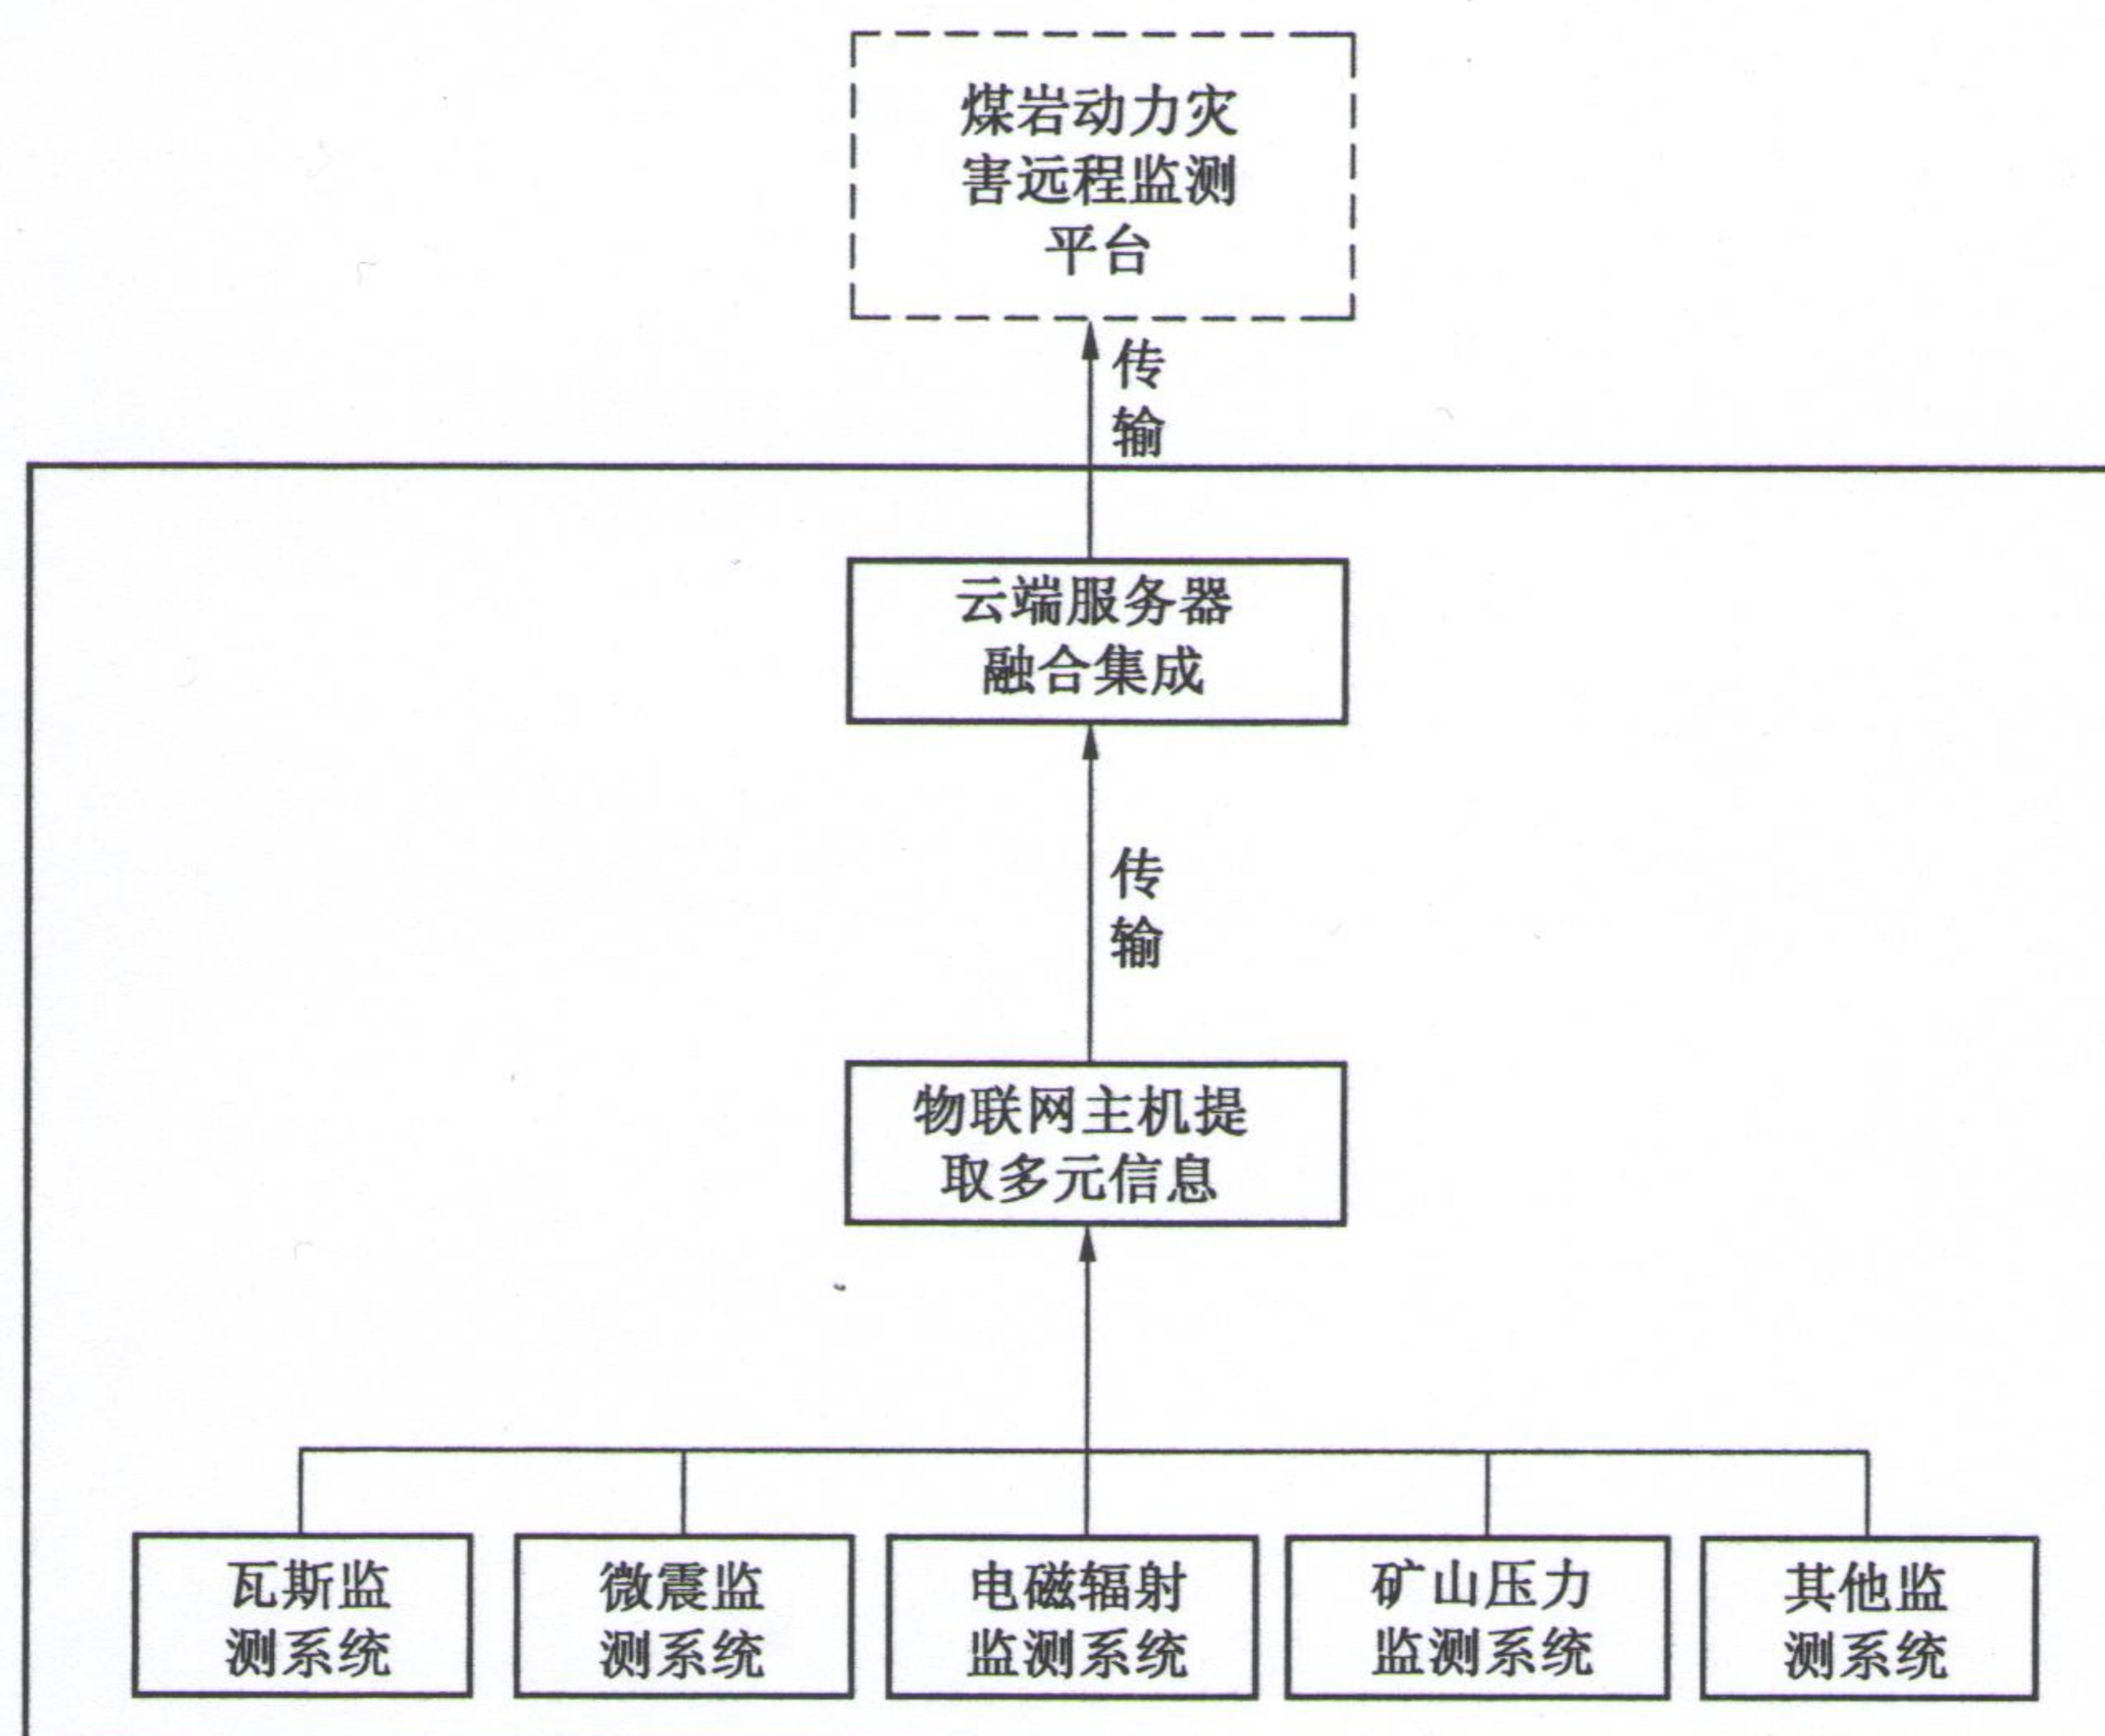 煤岩动力灾
害远程监测
平台
传
输
云端服务器
融合集成
传
输
物联网主机提
取多元信息
瓦斯监
测系统
微震监
测系统
电磁辐射
监测系统
矿山压力
监测系统
其他监
测系统